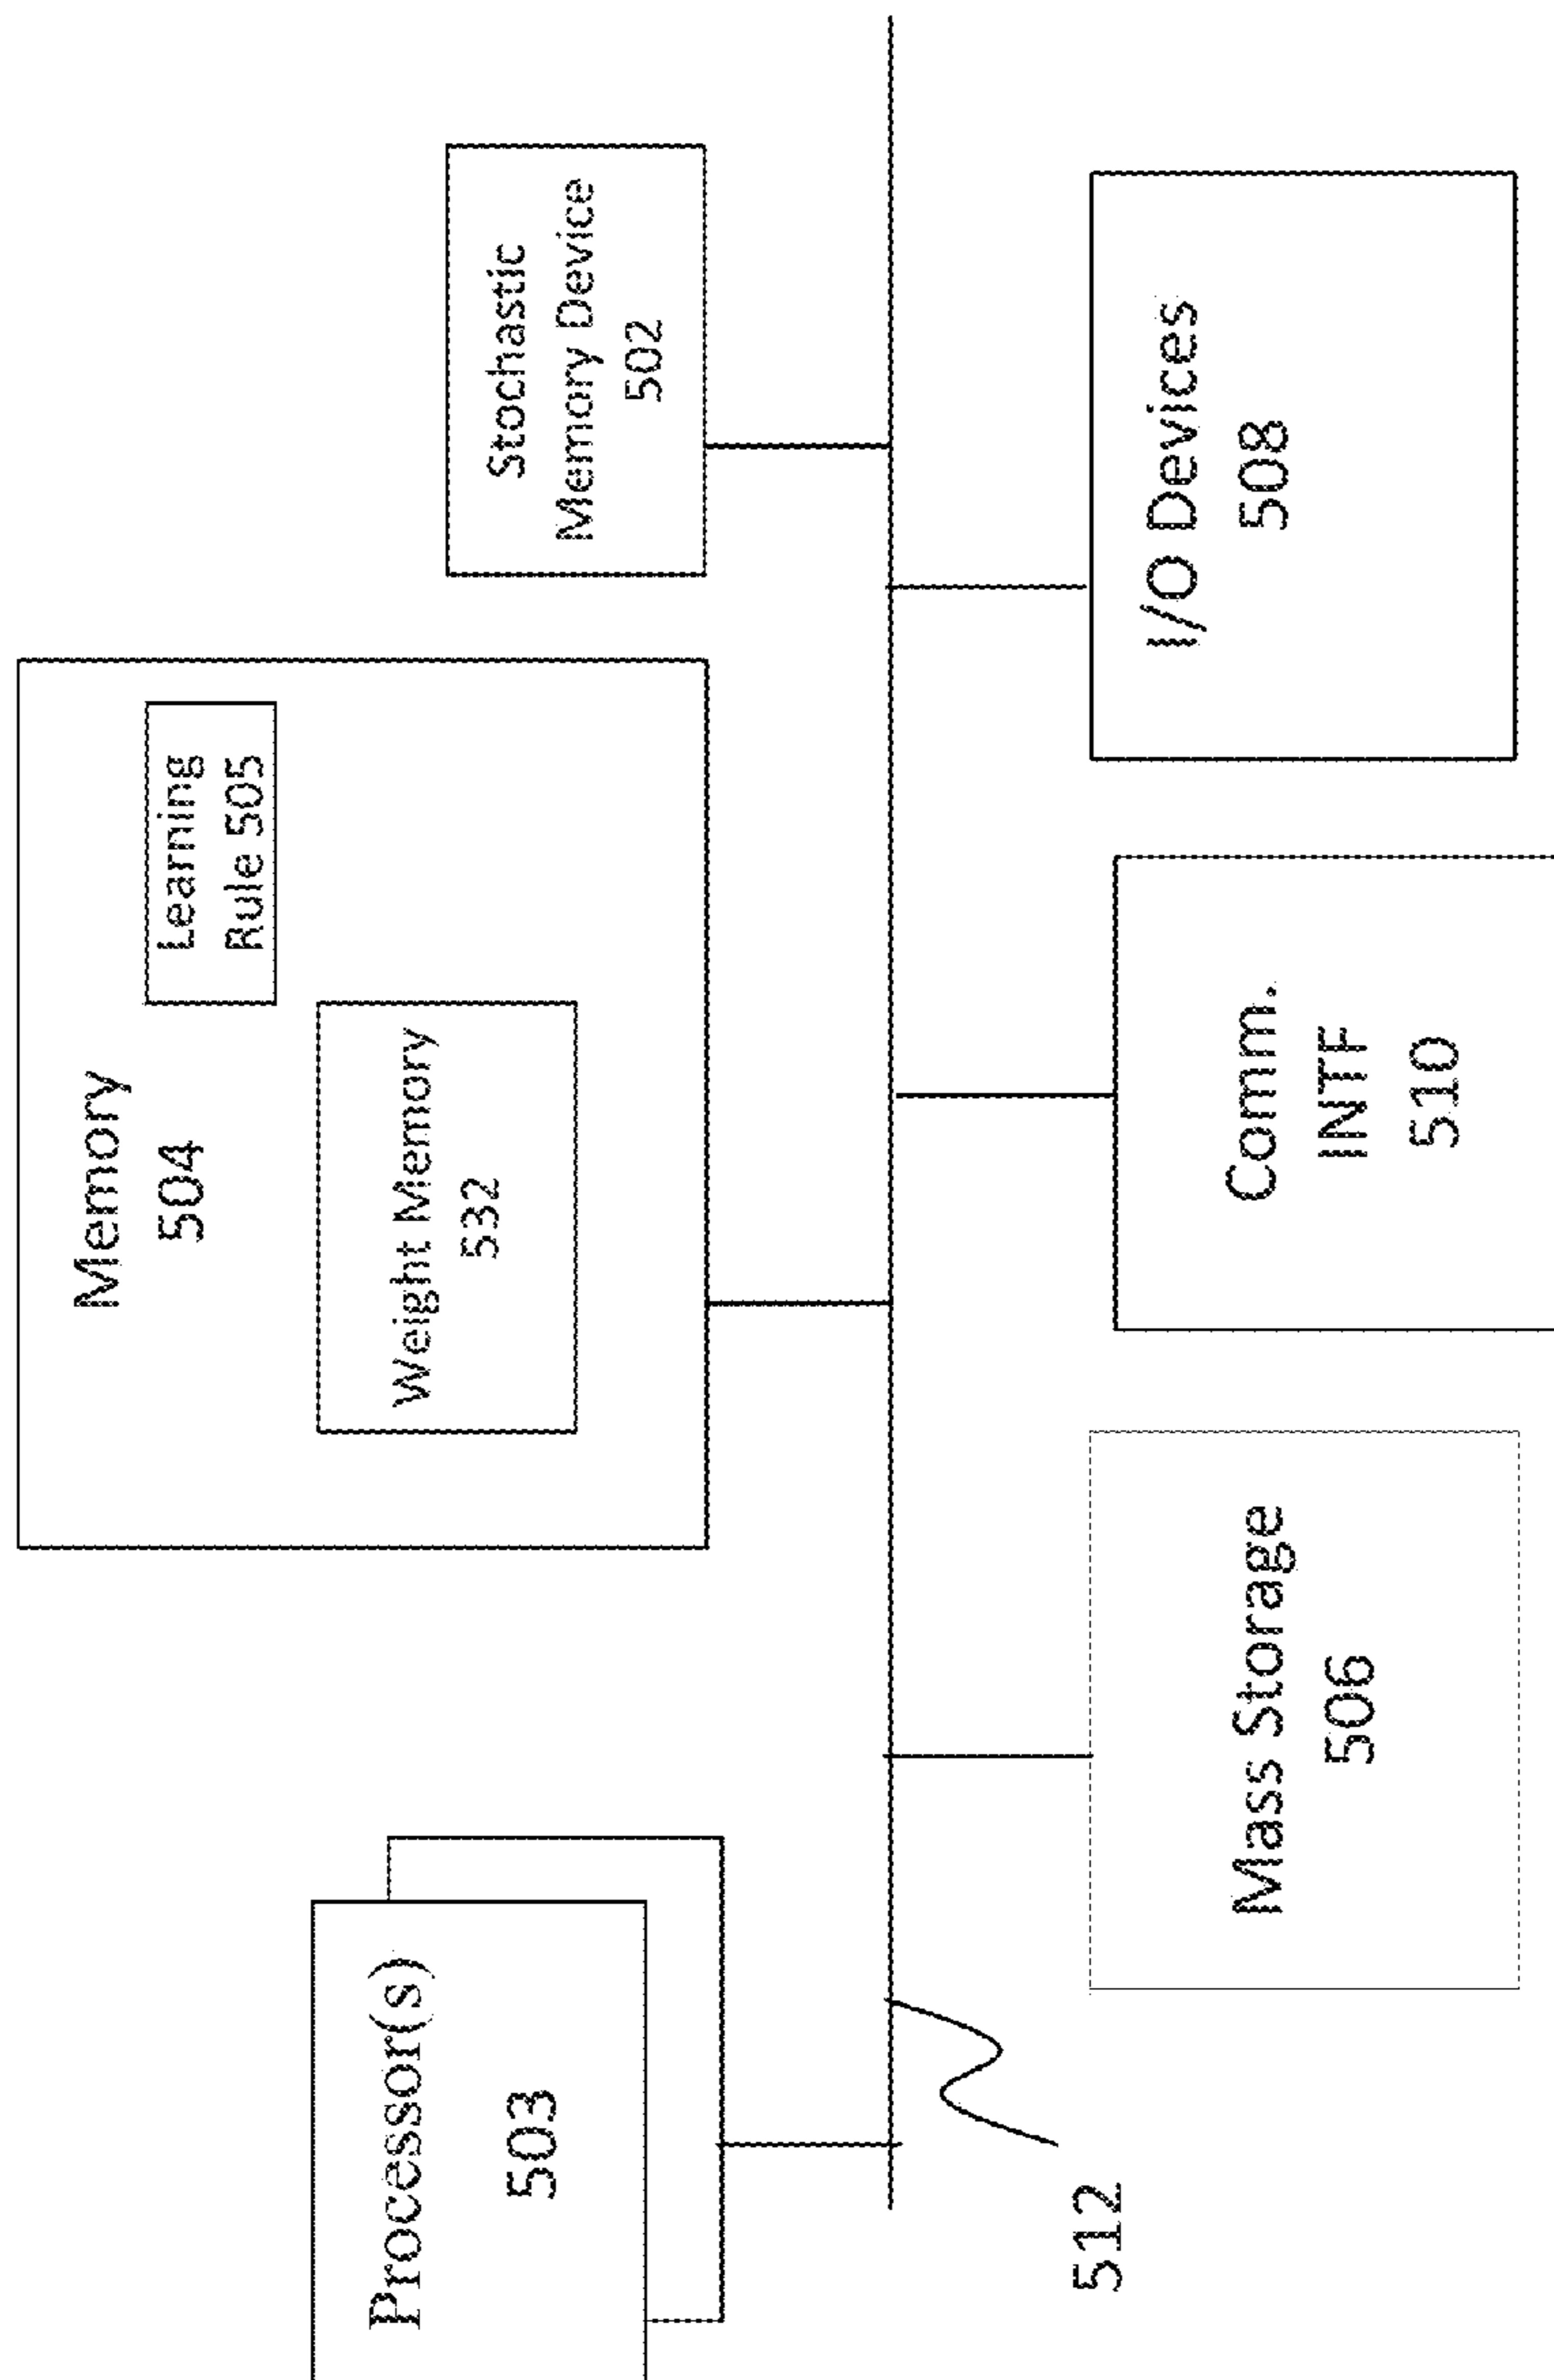 Processor(s)
503
Memory
504
Learning
Rule 505
Weight Memory
532
Stochastic
Memory Device
502
512
Mass Storage
506
Comm.
INTF
510
I/O Devices
508